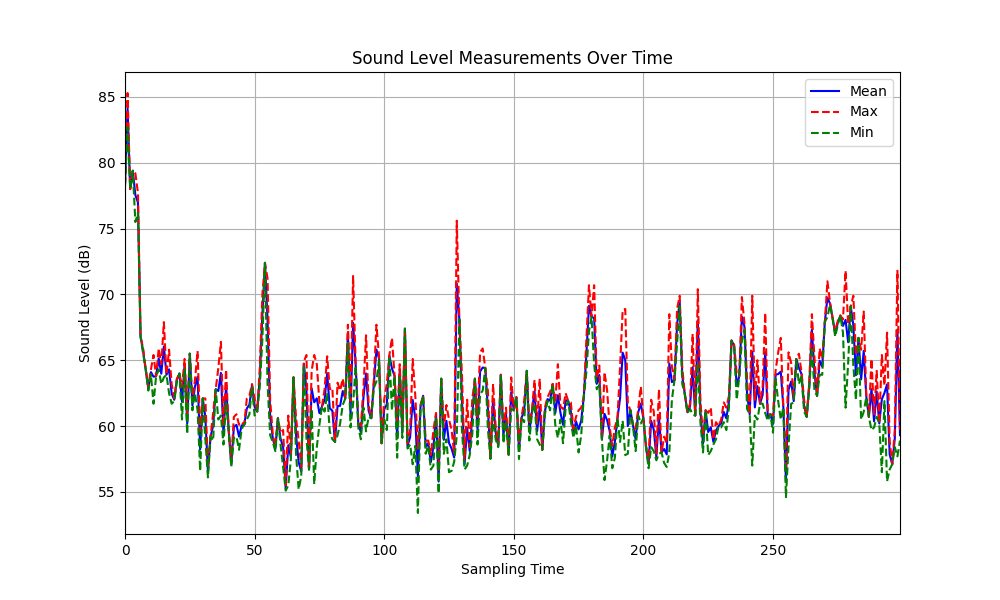 Sound Level Measurements Over Time
Mean
Max
Min
85
80
75
70
65
60
55
Sound Level (dB)
0 50 100 150 200 250
Sampling Time